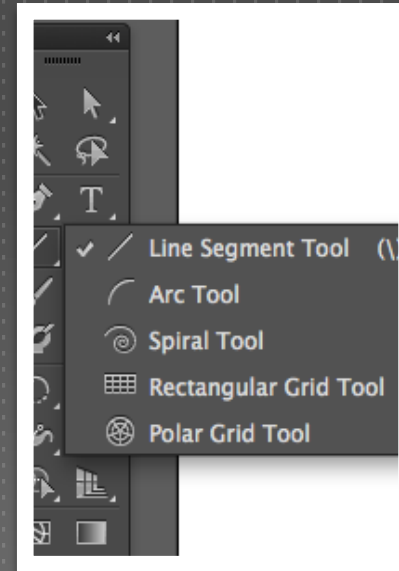 T
Line Segment Tool (\)
Arc Tool
Spiral Tool
Rectangular Grid Tool
Polar Grid Tool